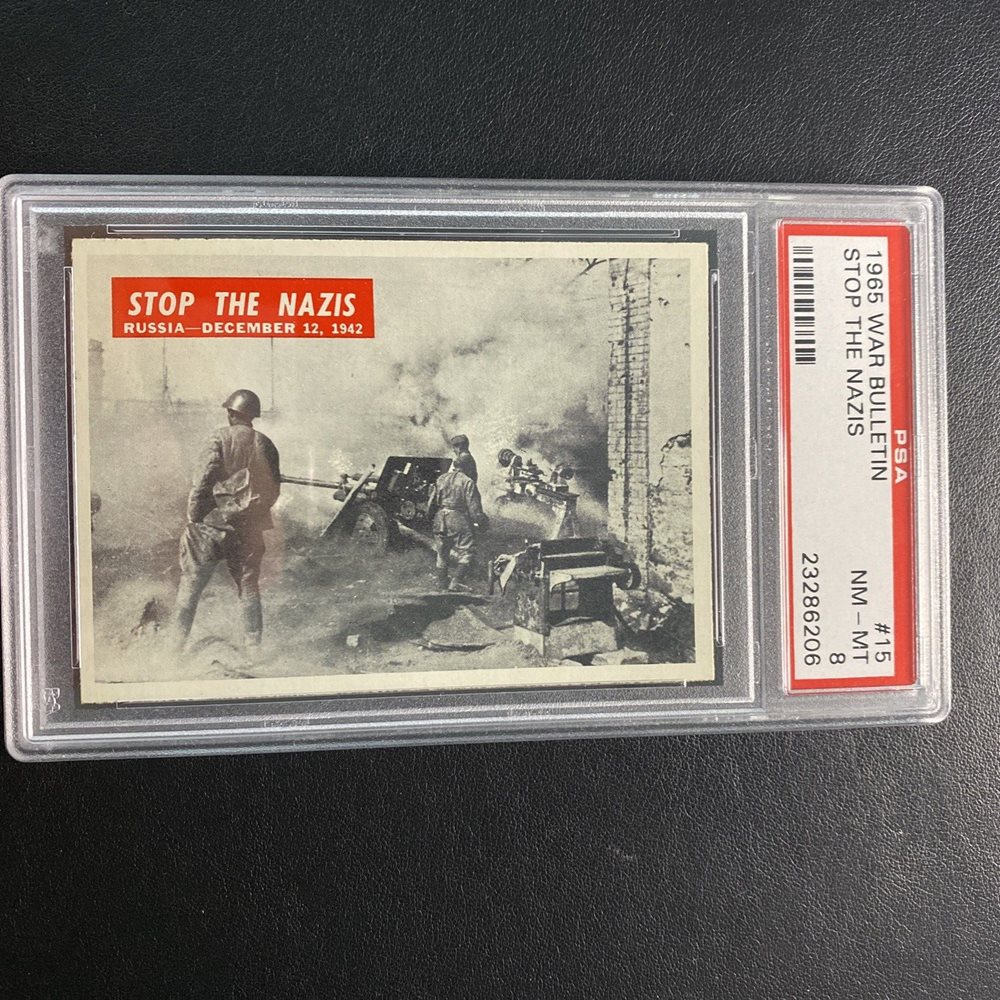 STOP THE NAZIS
RUSSIA—DECEMBER 12, 1942
PSA
1965 WAR BULLETIN #15
STOP THE NAZIS NM-MT
8
23286206